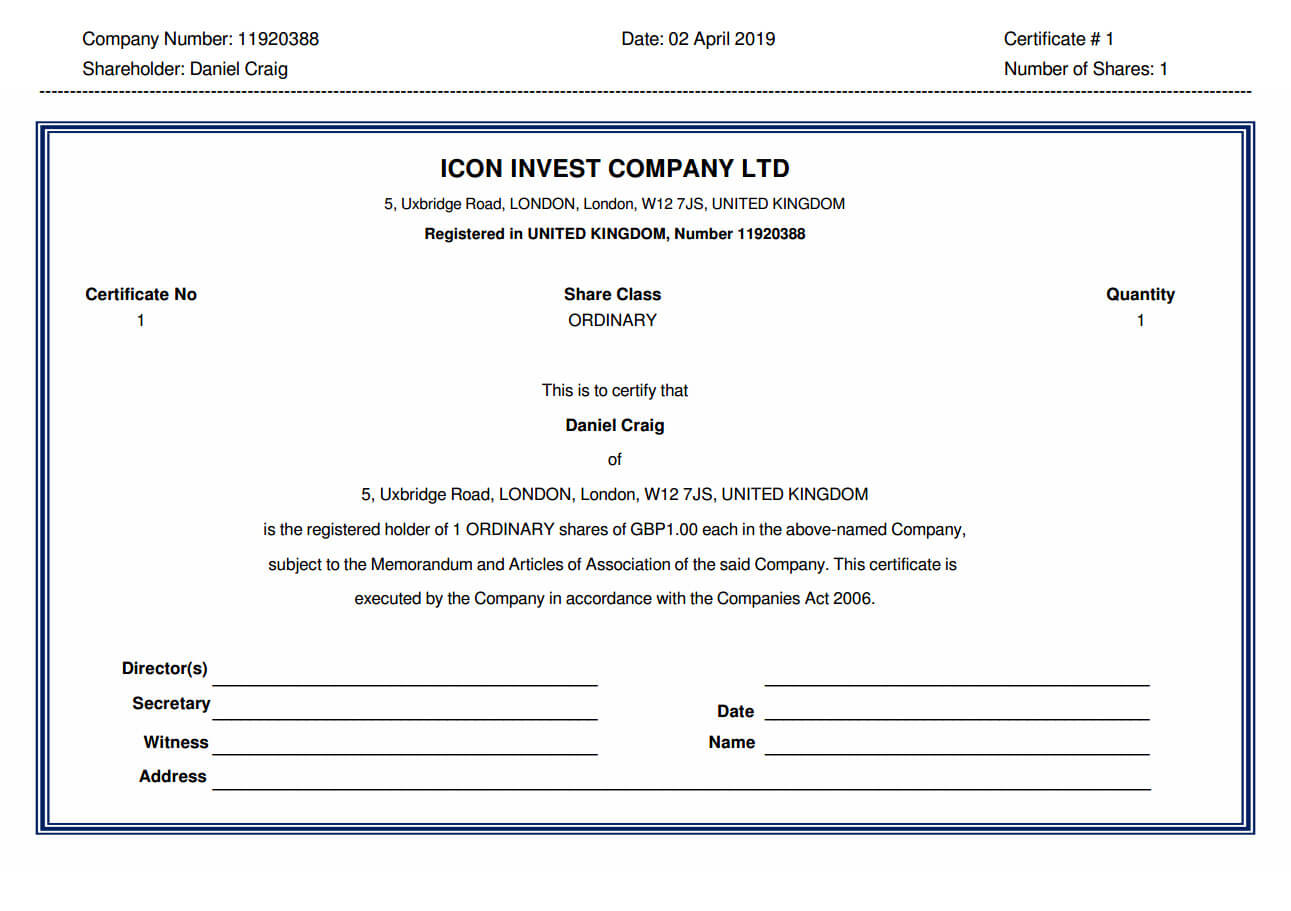 Company Number: 11920388 Date: 02 April 2019 Certificate # 1
Shareholder: Daniel Craig Number of Shares: 1
ICON INVEST COMPANY LTD
5, Uxbridge Road, LONDON, London, W12 7JS, UNITED KINGDOM
Registered in UNITED KINGDOM, Number 11920388
Certificate No Share Class Quantity
1 ORDINARY 1
This is to certify that
Daniel Craig
of
5, Uxbridge Road, LONDON, London, W12 7JS, UNITED KINGDOM
is the registered holder of 1 ORDINARY shares of GBP1.00 each in the above-named Company,
subject to the Memorandum and Articles of Association of the said Company. This certificate is
executed by the Company in accordance with the Companies Act 2006.
Director(s)
Secretary Date
Witness Name
Address